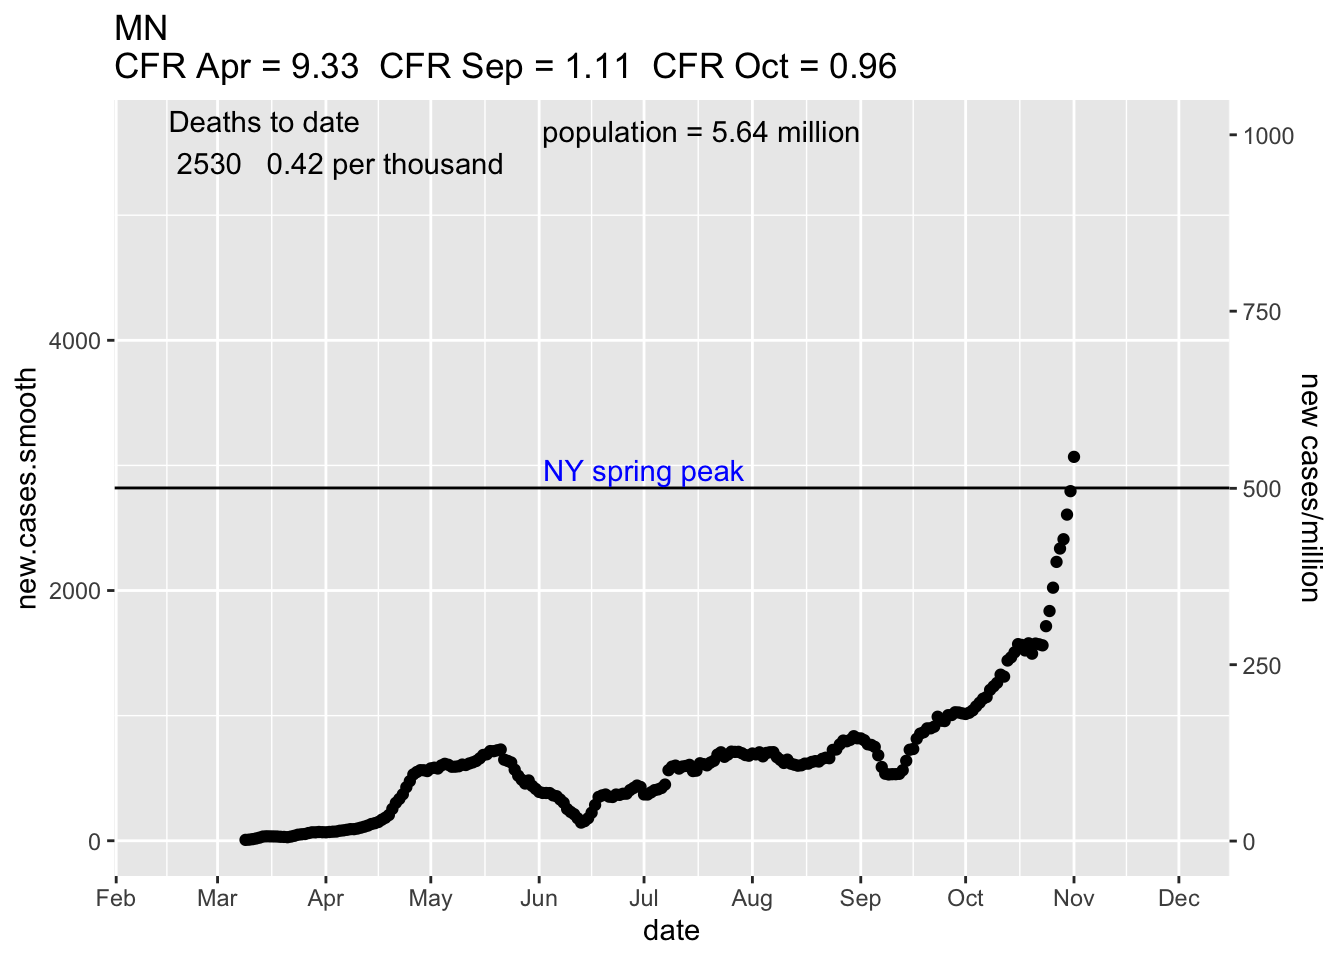 MN
CFR Apr = 9.33  CFR Sep = 1.11  CFR Oct = 0.96
Deaths to date
2530   0.42 per thousand
population = 5.64 million
NY spring peak
new.cases.smooth
4000
2000
0
1000
750
500
250
0
new cases/million
Feb Mar Apr May Jun Jul Aug Sep Oct Nov Dec
date